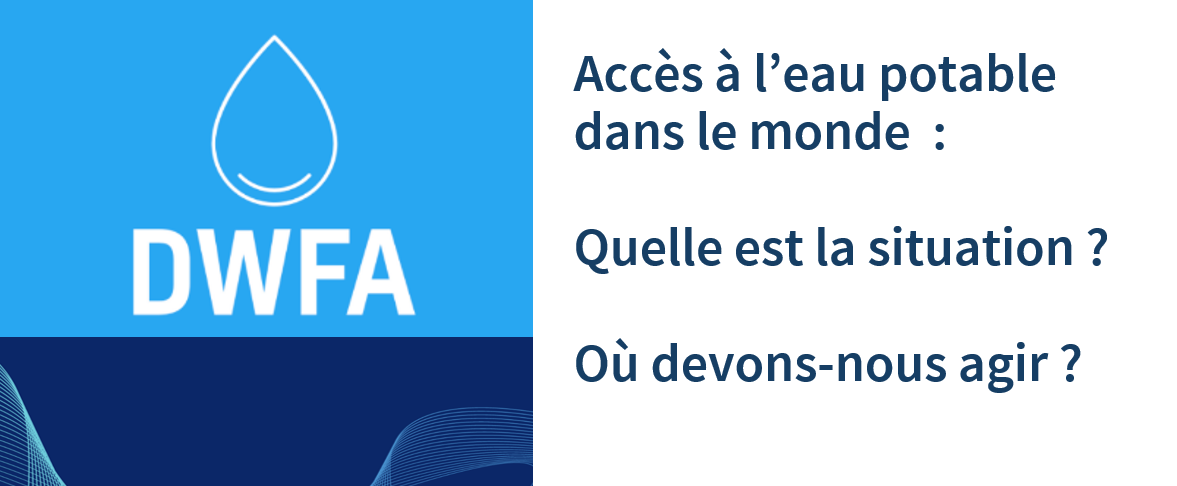 DWFA
Accès à l’eau potable
dans le monde  :
Quelle est la situation ?
Où devons-nous agir ?